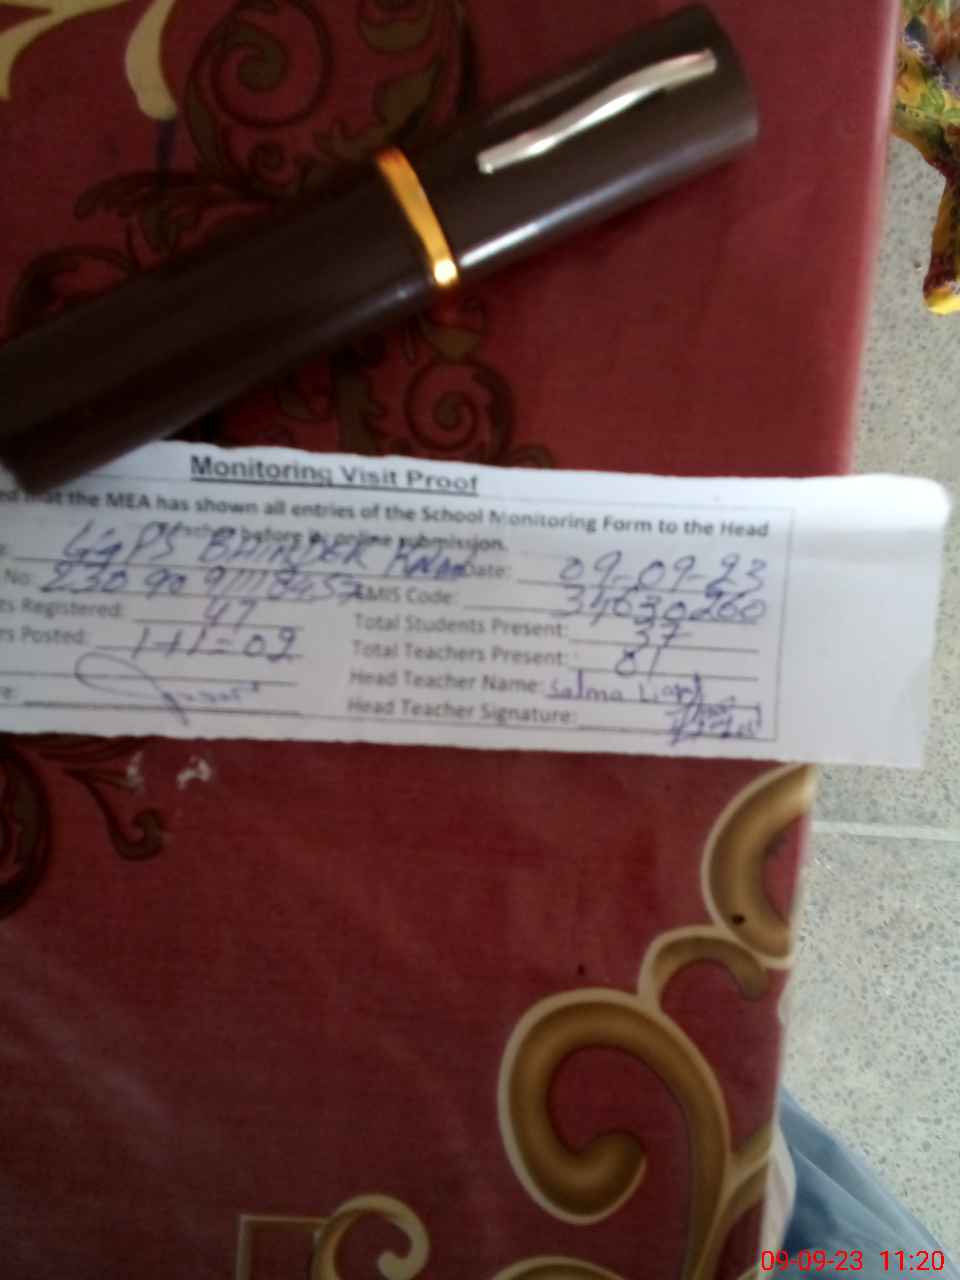 Monitoring Visit Proof
that the MEA has shown all entries of the School Monitoring Form to the Head
before online submission.
GGPS BHINDER Date: 09-09-23
No: 230 90 91118457 EMIS Code: 34630260
Registered: 47 Total Students Present: 37
rs Posted: 1+1=02 Total Teachers Present: 01
Head Teacher Name: Salma
Head Teacher Signature:
09-09-23 11:20